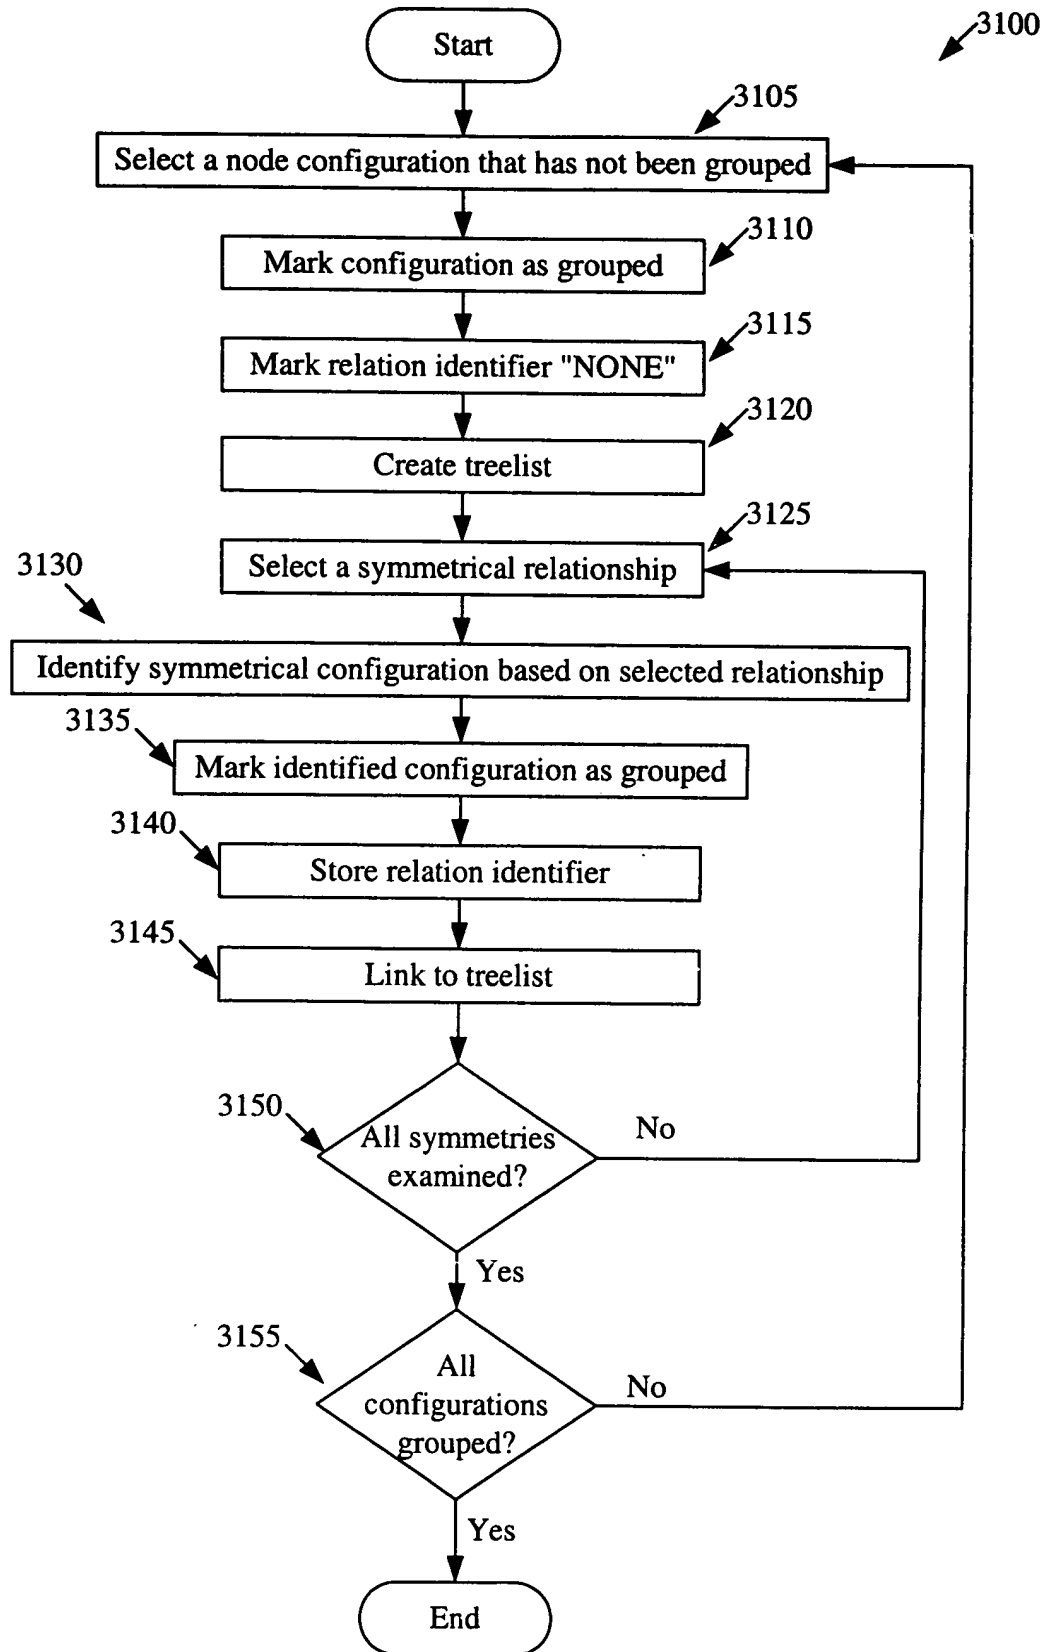 Start
3100
3105
Select a node configuration that has not been grouped
3110
Mark configuration as grouped
3115
Mark relation identifier "NONE"
3120
Create treelist
3125
Select a symmetrical relationship
3130
Identify symmetrical configuration based on selected relationship
3135
Mark identified configuration as grouped
3140
Store relation identifier
3145
Link to treelist
3150
All symmetries
examined?
No
Yes
3155
All
configurations
grouped?
No
Yes
End